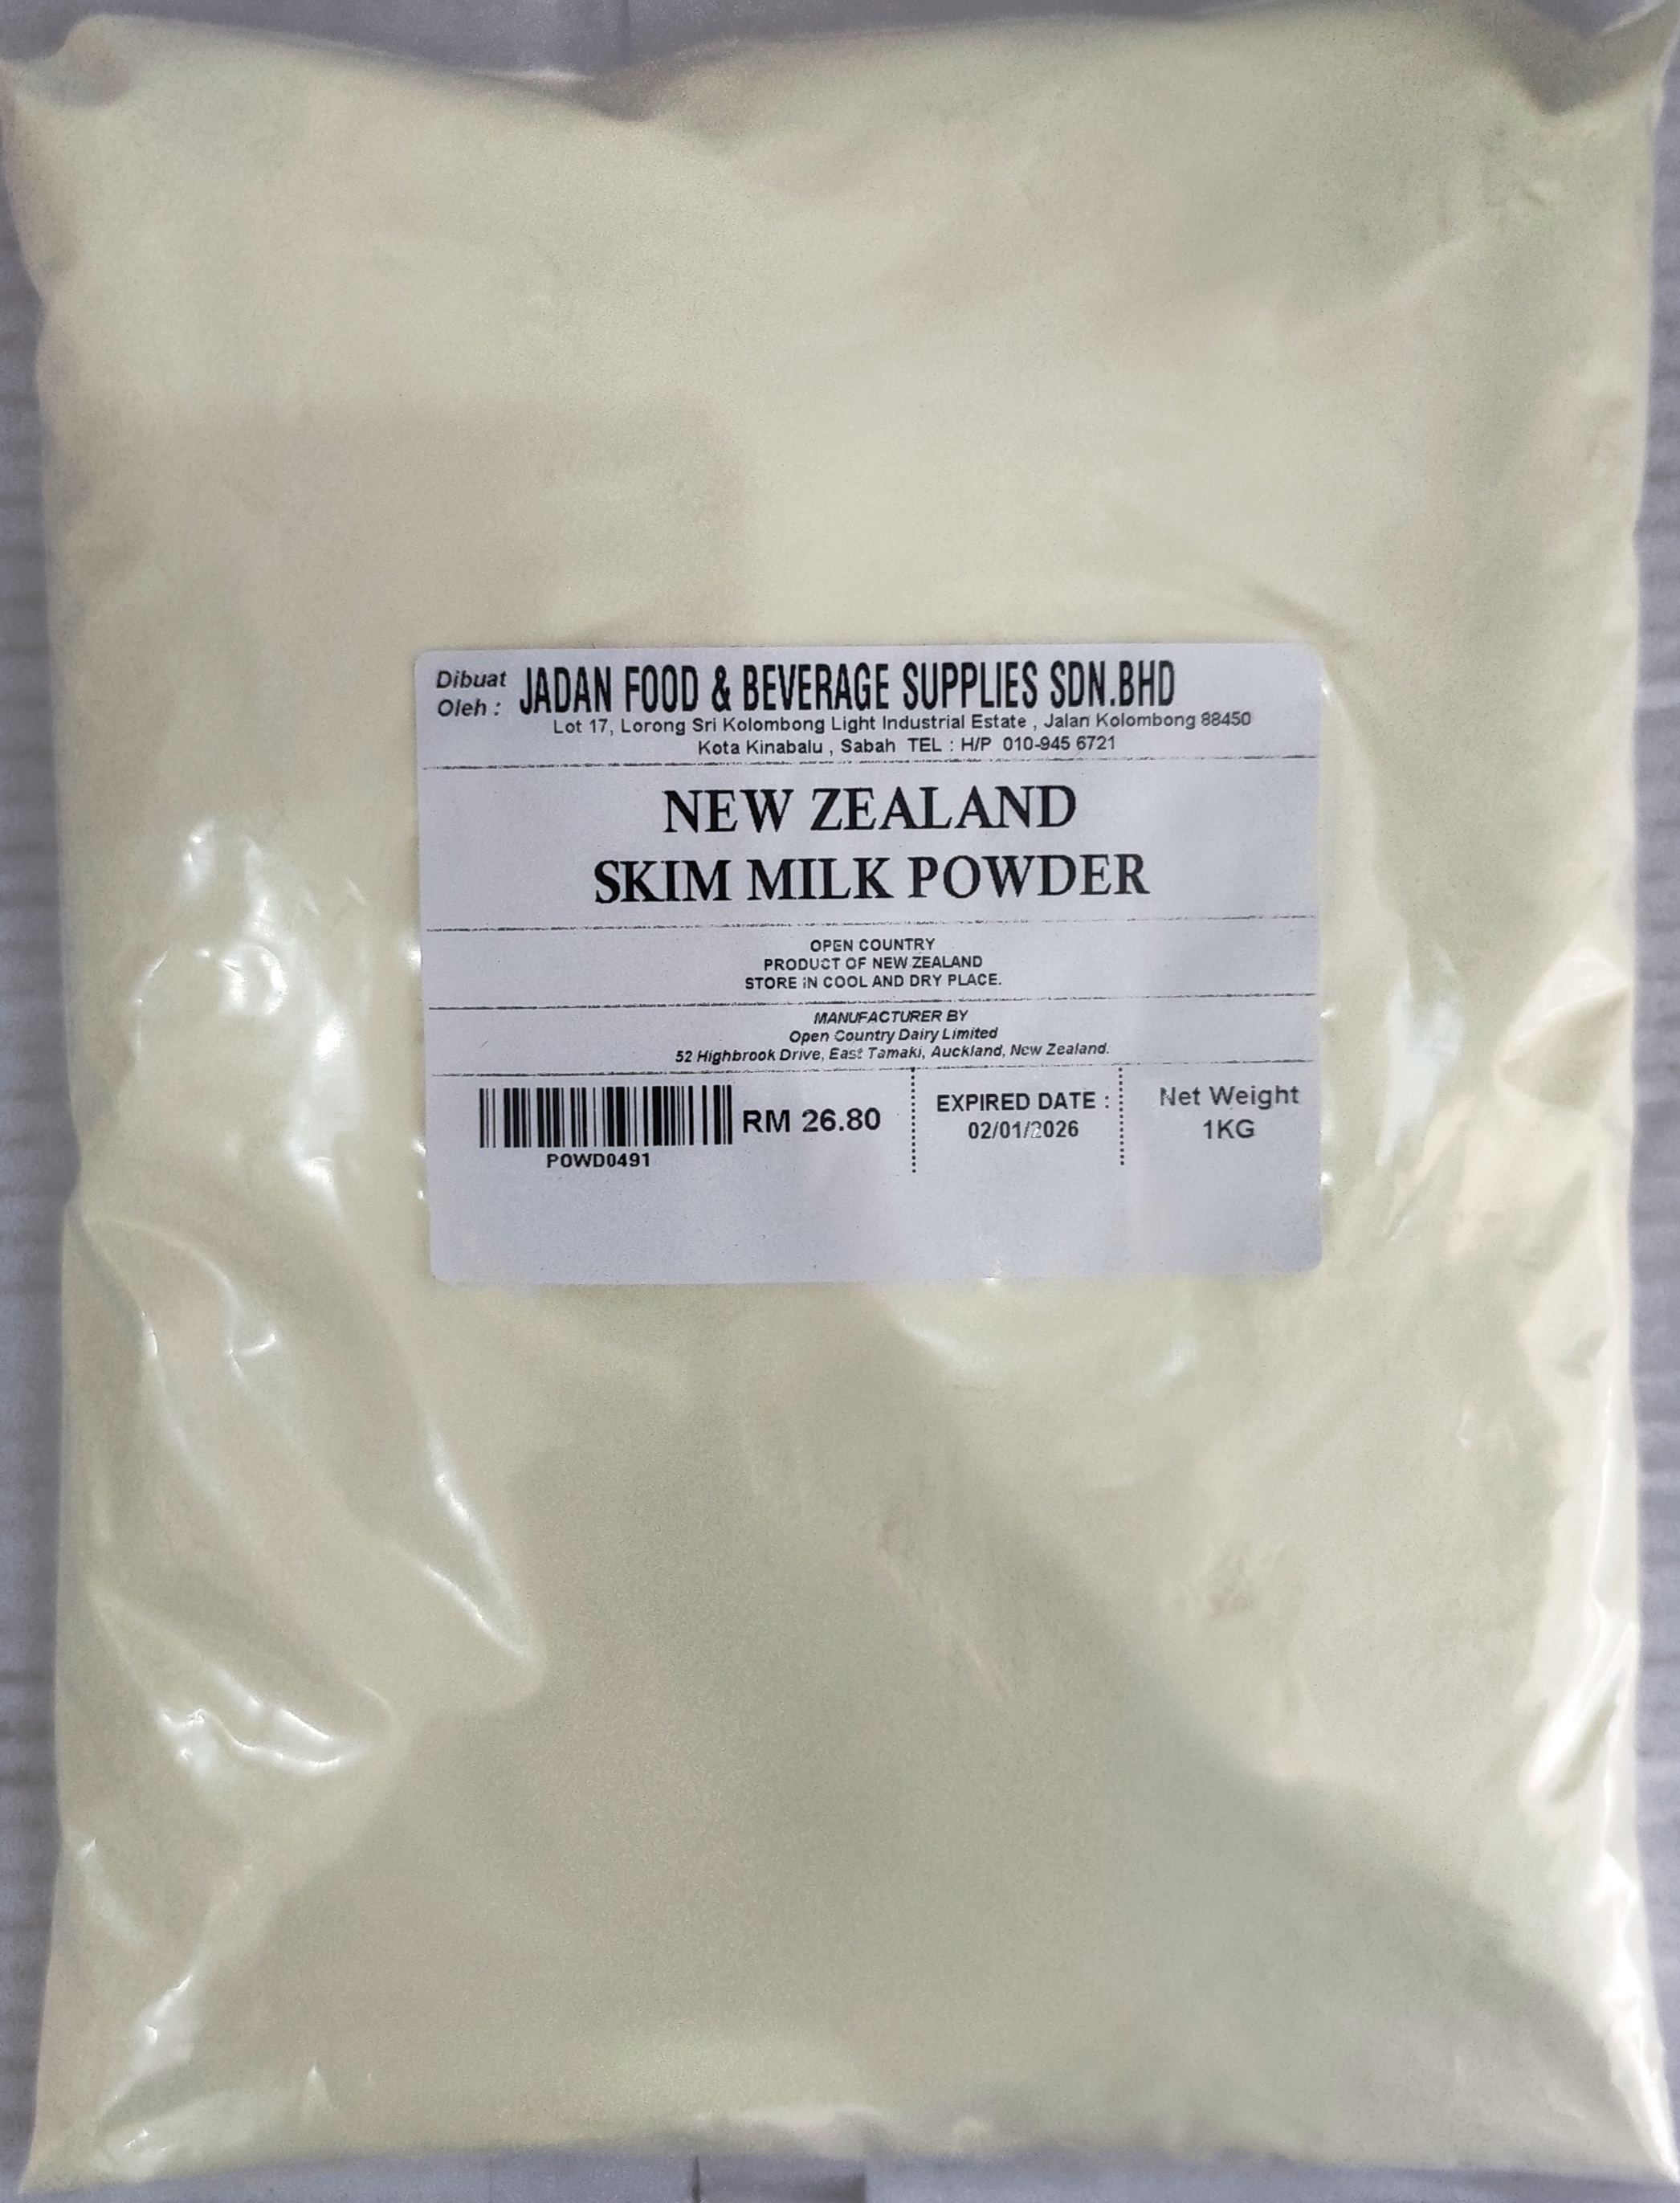 Dibuat Oleh : JADAN FOOD & BEVERAGE SUPPLIES SDN.BHD
Lot 17, Lorong Sri Kolombong Light Industrial Estate , Jalan Kolombong 88450
Kota Kinabalu , Sabah TEL : H/P 010-945 6721
NEW ZEALAND
SKIM MILK POWDER
OPEN COUNTRY
PRODUCT OF NEW ZEALAND
STORE IN COOL AND DRY PLACE.
MANUFACTURER BY
Open Country Dairy Limited
52 Highbrook Drive, East Tamaki, Auckland, New Zealand.
RM 26.80
POWD0491
EXPIRED DATE :
02/01/2026
Net Weight
1KG